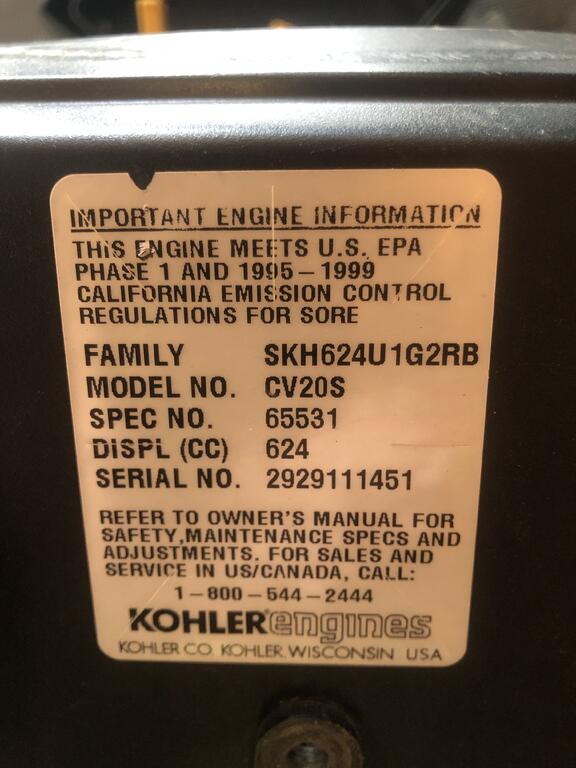 IMPORTANT ENGINE INFORMATION
THIS ENGINE MEETS U.S. EPA
PHASE 1 AND 1995-1999
CALIFORNIA EMISSION CONTROL
REGULATIONS FOR SORE
FAMILY SKH624U1G2RB
MODEL NO. CV20S
SPEC NO. 65531
DISPL (CC) 624
SERIAL NO. 2929111451
REFER TO OWNER'S MANUAL FOR
SAFETY,MAINTENANCE SPECS AND
ADJUSTMENTS. FOR SALES AND
SERVICE IN US/CANADA, CALL:
1-800-544-2444
KOHLER engines
KOHLER CO. KOHLER, WISCONSIN USA